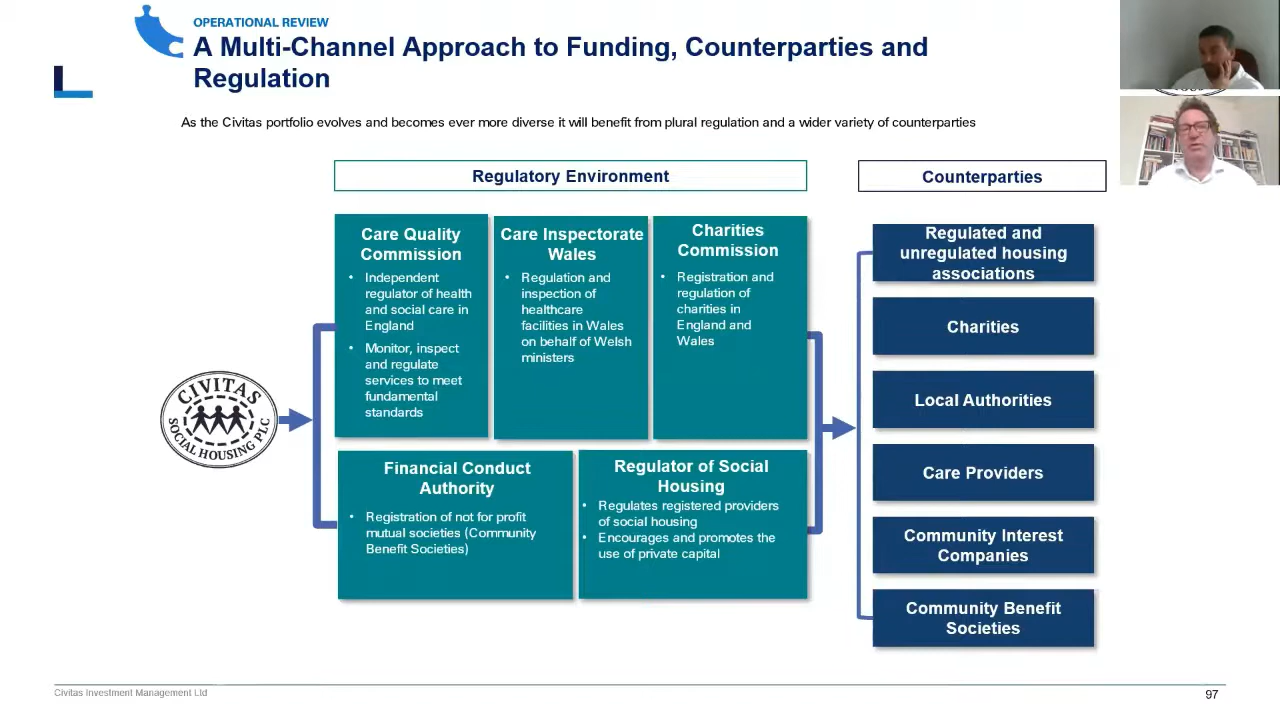 OPERATIONAL REVIEW
A Multi-Channel Approach to Funding, Counterparties and
Regulation
As the Civitas portfolio evolves and becomes ever more diverse it will benefit from plural regulation and a wider variety of counterparties
Regulatory Environment
Counterparties
Care Quality
Commission
• Independent
regulator of health
and social care in
England
• Monitor, inspect
and regulate
services to meet
fundamental
standards
Care Inspectorate
Wales
• Regulation and
inspection of
healthcare
facilities in Wales
on behalf of Welsh
ministers
Charities
Commission
• Registration and
regulation of
charities in
England and
Wales
Financial Conduct
Authority
• Registration of not for profit
mutual societies (Community
Benefit Societies)
Regulator of Social
Housing
• Regulates registered providers
of social housing
• Encourages and promotes the
use of private capital
CIVITAS
SOCIAL HOUSING PLC
Regulated and
unregulated housing
associations
Charities
Local Authorities
Care Providers
Community Interest
Companies
Community Benefit
Societies
Civitas Investment Management Ltd
97